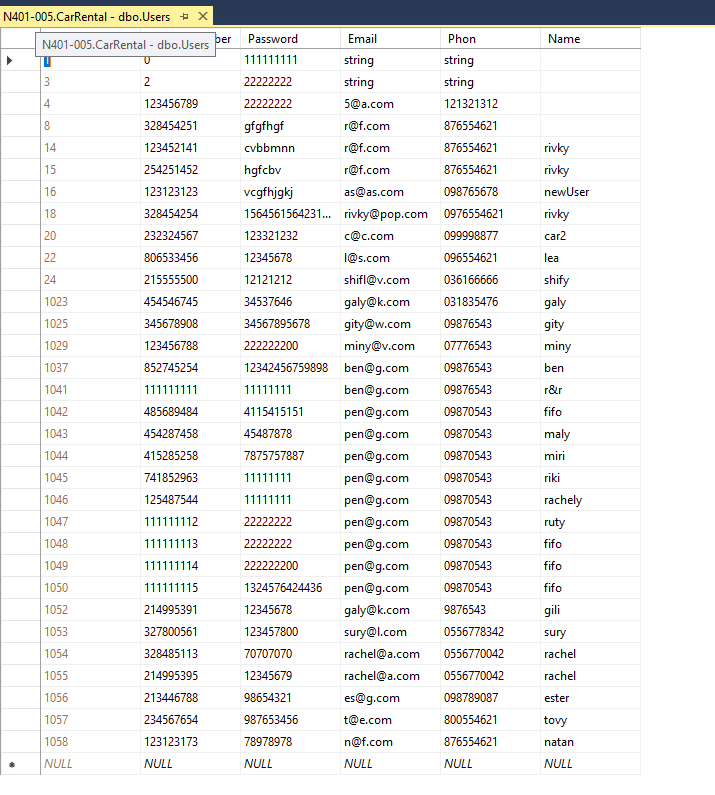 N401-005.CarRental - dbo.Users
ber Password Email Phon Name
N401-005.CarRental - dbo.Users
1 0 111111111 string string
3 2 22222222 string string
4 123456789 22222222 5@a.com 121321312
8 328454251 gfgfhgf r@f.com 876554621
14 123452141 cvbbmnn r@f.com 876554621 rivky
15 254251452 hgfcbv r@f.com 876554621 rivky
16 123123123 vcgfhjgkj as@as.com 098765678 newUser
18 328454254 1564561564231... rivky@pop.com 0976554621 rivky
20 232324567 123321232 c@c.com 099998877 car2
22 806533456 12345678 l@s.com 096554621 lea
24 215555500 12121212 shifl@v.com 036166666 shify
1023 454546745 34537646 galy@k.com 031835476 galy
1025 345678908 34567895678 gity@w.com 09876543 gity
1029 123456788 222222200 miny@v.com 07776543 miny
1037 852745254 12342456759898 ben@g.com 09876543 ben
1041 111111111 11111111 ben@g.com 09876543 r&r
1042 485689484 4115415151 pen@g.com 09870543 fifo
1043 454287458 45487878 pen@g.com 09870543 maly
1044 415285258 7875757887 pen@g.com 09870543 miri
1045 741852963 11111111 pen@g.com 09870543 riki
1046 125487544 11111111 pen@g.com 09870543 rachely
1047 111111112 22222222 pen@g.com 09870543 ruty
1048 111111113 22222222 pen@g.com 09870543 fifo
1049 111111114 222222200 pen@g.com 09870543 fifo
1050 111111115 1324576424436 pen@g.com 09870543 fifo
1052 214995391 12345678 galy@k.com 9876543 gili
1053 327800561 123457800 sury@l.com 0556778342 sury
1054 328485113 70707070 rachel@a.com 0556770042 rachel
1055 214995395 12345679 rachel@a.com 0556770042 rachel
1056 213446788 98654321 es@g.com 098789087 ester
1057 234567654 987653456 t@e.com 800554621 tovy
1058 123123173 78978978 n@f.com 876554621 natan
NULL NULL NULL NULL NULL NULL